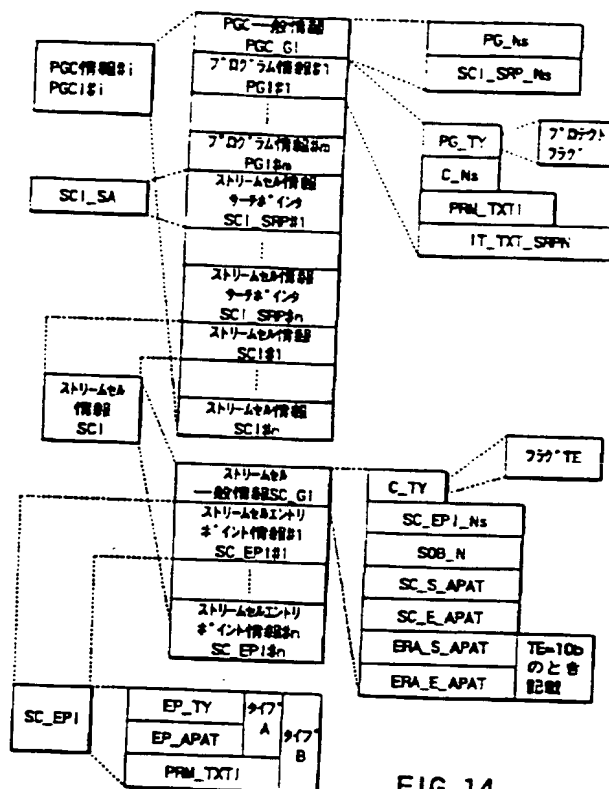 PGC一般情報
PGC_GI
プログラム情報#1
PGI#1
プログラム情報#m
PGI#m
ストリームセル情報
サーチポインタ
SCI_SRP#1
ストリームセル情報
サーチポインタ
SCI_SRP#n
ストリームセル情報
SCI#1
ストリームセル情報
SCI#n
PGC情報#i
PGCI#i
SCI_SA
PG_Ns
SCI_SRP_Ns
PG_TY
プロテクト
フラグ
C_Ns
PRM_TXTI
IT_TXT_SRPN
ストリームセル
情報
SCI
ストリームセル
一般情報SC_GI
ストリームセルエントリ
ポイント情報#1
SC_EPI#1
ストリームセルエントリ
ポイント情報#n
SC_EPI#n
フラグTE
C_TY
SC_EPI_Ns
SOB_N
SC_S_APAT
SC_E_APAT
ERA_S_APAT
ERA_E_APAT
TE=10b
のとき
記載
SC_EPI
EP_TY
EP_APAT
PRM_TXTI
タイプ
A
タイプ
B
FIG.14